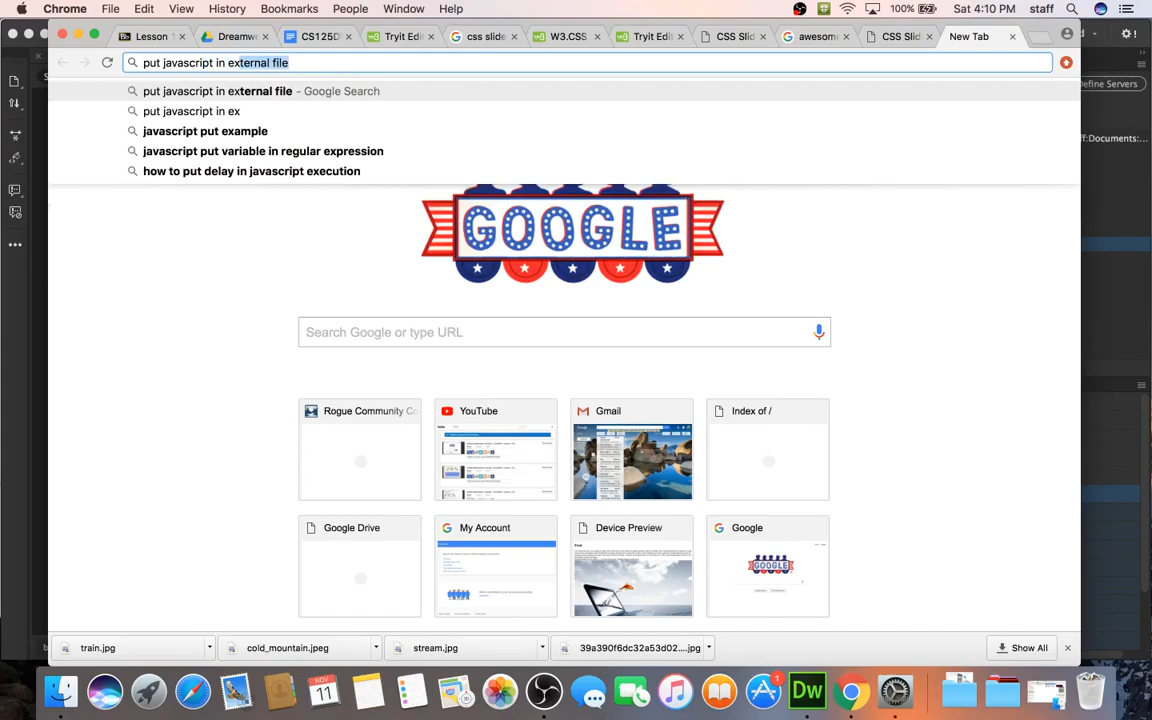 Chrome File Edit View History Bookmarks People Window Help 100% Sat 4:10 PM staff
Lesson 1 Dreamwe CS125D Tryit Edit css slide W3.CSS Tryit Edit CSS Slid awesom CSS Slid New Tab
put javascript in external file
put javascript in external file – Google Search
put javascript in ex
javascript put example
javascript put variable in regular expression
how to put delay in javascript execution
Define Servers
aff:Documents:...
GOOGLE
Search Google or type URL
Rogue Community Co YouTube Gmail Index of /
Google Drive My Account Device Preview Google
train.jpg cold_mountain.jpeg stream.jpg 39a390f6dc32a53d02....jpg Show All
NOV
11
1
Dw